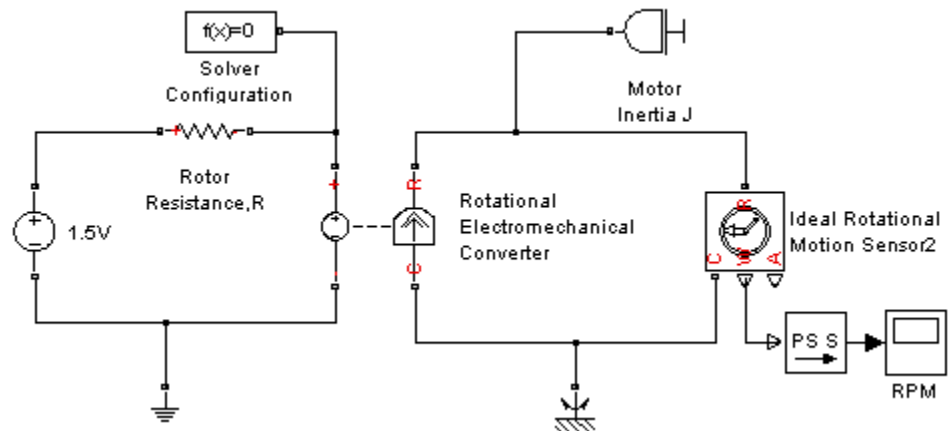 f(x)=0
Solver
Configuration
Motor
Inertia J
+
-
Rotor
Resistance,R
+
R
Rotational
Electromechanical
Converter
R
Ideal Rotational
Motion Sensor2
1.5V
-
C
C
W
A
PS S
RPM